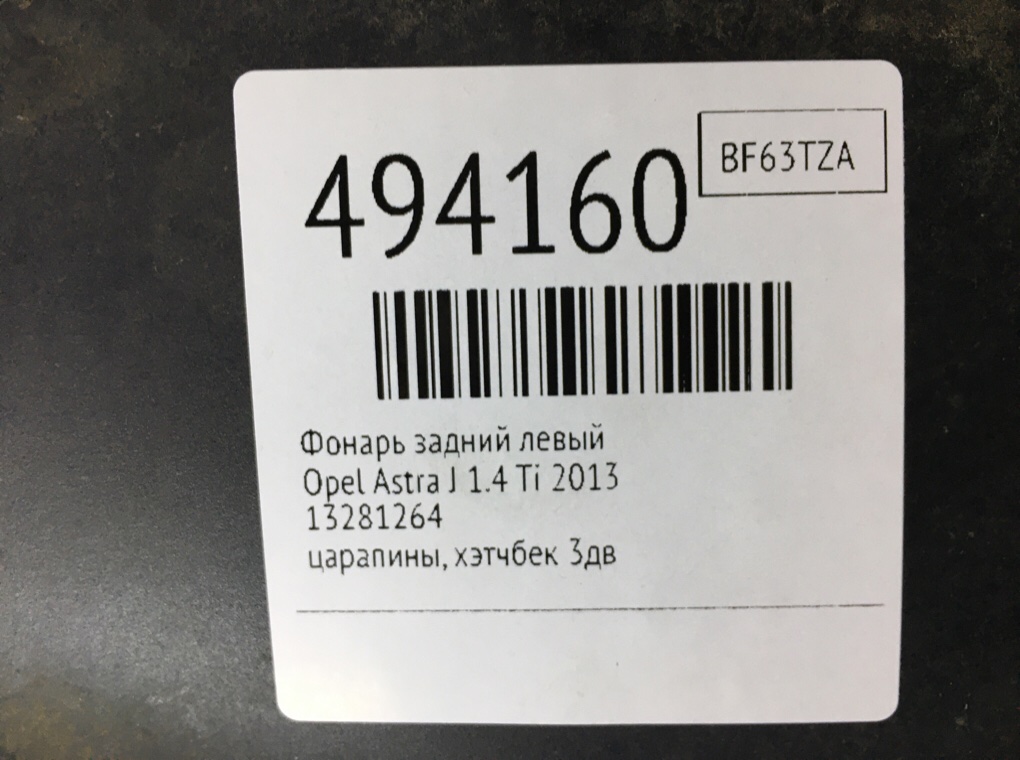 494160
BF63TZA
Фонарь задний левый
Opel Astra J 1.4 Ti 2013
13281264
царапины, хэтчбек 3дв